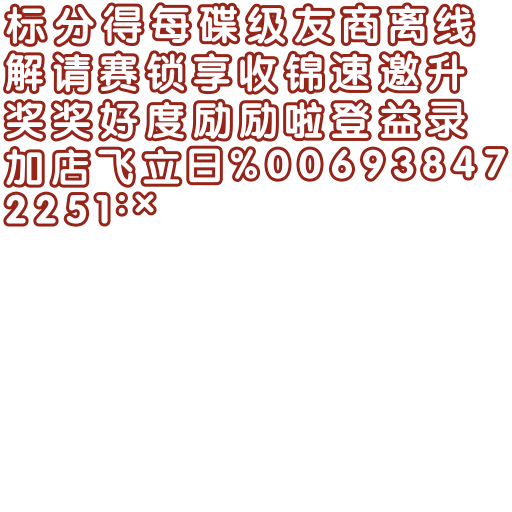 标分得每碟级友商离线
解请赛锁享收锦速邀升
奖奖好度励励啦登益录
加店飞立日%00693847
2251:×